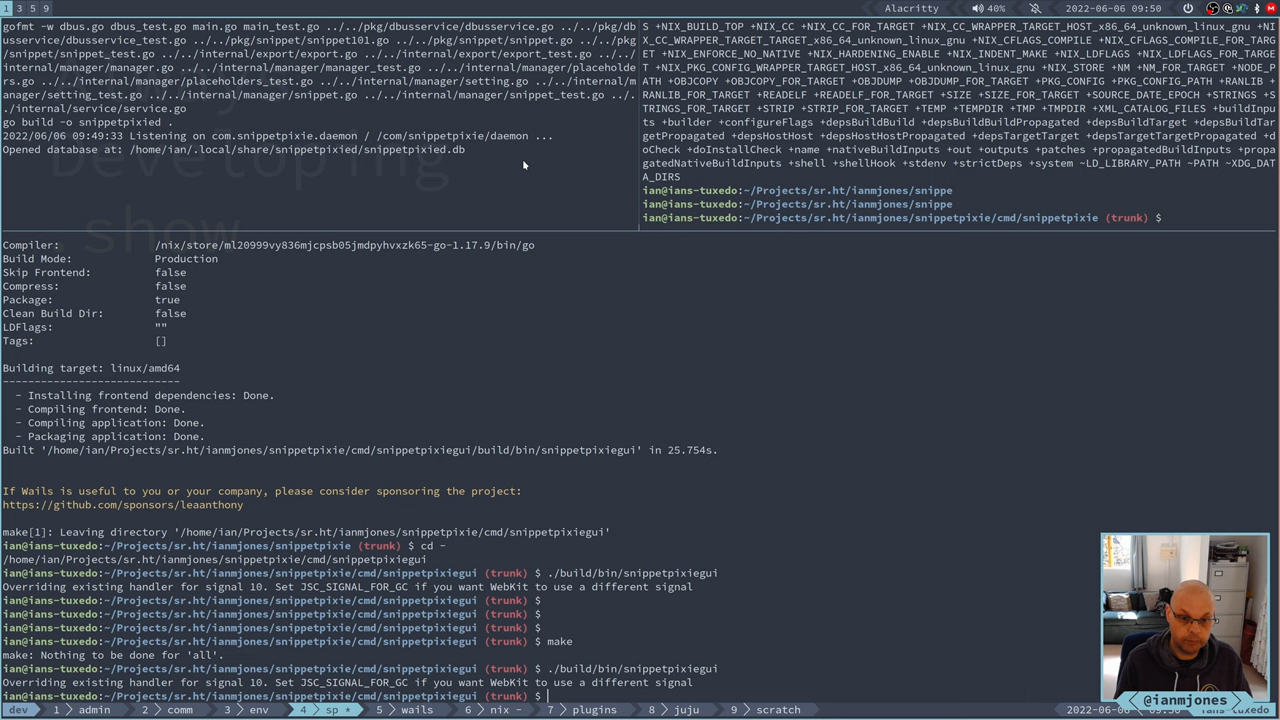 1 3 5 9
Alacritty 40% 2022-06-06 09:50
gofmt -w dbus.go dbus_test.go main.go main_test.go ../../pkg/dbusservice/dbusservice.go ../../pkg/db
usservice/dbusservice_test.go ../../pkg/snippet/snippet101.go ../../pkg/snippet/snippet.go ../../pkg
/snippet/snippet_test.go ../../internal/export/export.go ../../internal/export/export_test.go ../../
internal/manager/manager.go ../../internal/manager/manager_test.go ../../internal/manager/placeholde
rs.go ../../internal/manager/placeholders_test.go ../../internal/manager/setting.go ../../internal/m
anager/setting_test.go ../../internal/manager/snippet.go ../../internal/manager/snippet_test.go ../.
./internal/service/service.go
go build -o snippetpixied .
2022/06/06 09:49:33 Listening on com.snippetpixie.daemon / /com/snippetpixie/daemon ...
Opened database at: /home/ian/.local/share/snippetpixied/snippetpixied.db
Developing
show
S +NIX_BUILD_TOP +NIX_CC +NIX_CC_WRAPPER_TARGET_HOST_x86_64_unknown_linux_gnu +NI
X_CC_WRAPPER_TARGET_TARGET_x86_64_unknown_linux_gnu +NIX_CFLAGS_COMPILE +NIX_CFLAGS_COMPILE_FOR_TARG
ET +NIX_ENFORCE_NO_NATIVE +NIX_HARDENING_ENABLE +NIX_INDENT_MAKE +NIX_LDFLAGS +NIX_LDFLAGS_FOR_TARGE
T +NIX_PKG_CONFIG_WRAPPER_TARGET_HOST_x86_64_unknown_linux_gnu +NIX_STORE +NM +NM_FOR_TARGET +NODE_P
ATH +OBJCOPY +OBJCOPY_FOR_TARGET +OBJDUMP +OBJDUMP_FOR_TARGET +PKG_CONFIG +PKG_CONFIG_PATH +RANLIB +
RANLIB_FOR_TARGET +READELF +READELF_FOR_TARGET +SIZE +SIZE_FOR_TARGET +SOURCE_DATE_EPOCH +STRINGS +S
TRINGS_FOR_TARGET +STRIP +STRIP_FOR_TARGET +TEMP +TEMPDIR +TMP +TMPDIR +XML_CATALOG_FILES +buildInpu
ts +builder +configureFlags +depsBuildBuild +depsBuildBuildPropagated +depsBuildTarget +depsBuildTar
getPropagated +depsHostHost +depsHostHostPropagated +depsTargetTarget +depsTargetTargetPropagated +d
oCheck +doInstallCheck +name +nativeBuildInputs +out +outputs +patches +propagatedBuildInputs +propa
gatedNativeBuildInputs +shell +shellHook +stdenv +strictDeps +system ~LD_LIBRARY_PATH ~PATH ~XDG_DAT
A_DIRS
ian@ians-tuxedo:~/Projects/sr.ht/ianmjones/snippe
ian@ians-tuxedo:~/Projects/sr.ht/ianmjones/snippe
ian@ians-tuxedo:~/Projects/sr.ht/ianmjones/snippetpixie/cmd/snippetpixie (trunk) $
Compiler: /nix/store/ml20999vy836mjcpsb05jmdpyhvxzk65-go-1.17.9/bin/go
Build Mode: Production
Skip Frontend: false
Compress: false
Package: true
Clean Build Dir: false
LDFlags: ""
Tags: []
Building target: linux/amd64
---------------------------
- Installing frontend dependencies: Done.
- Compiling frontend: Done.
- Compiling application: Done.
- Packaging application: Done.
Built '/home/ian/Projects/sr.ht/ianmjones/snippetpixie/cmd/snippetpixiegui/build/bin/snippetpixiegui' in 25.754s.
If Wails is useful to you or your company, please consider sponsoring the project:
https://github.com/sponsors/leaanthony
make[1]: Leaving directory '/home/ian/Projects/sr.ht/ianmjones/snippetpixie/cmd/snippetpixiegui'
ian@ians-tuxedo:~/Projects/sr.ht/ianmjones/snippetpixie (trunk) $ cd -
/home/ian/Projects/sr.ht/ianmjones/snippetpixie/cmd/snippetpixiegui
ian@ians-tuxedo:~/Projects/sr.ht/ianmjones/snippetpixie/cmd/snippetpixiegui (trunk) $ ./build/bin/snippetpixiegui
Overriding existing handler for signal 10. Set JSC_SIGNAL_FOR_GC if you want WebKit to use a different signal
ian@ians-tuxedo:~/Projects/sr.ht/ianmjones/snippetpixie/cmd/snippetpixiegui (trunk) $
ian@ians-tuxedo:~/Projects/sr.ht/ianmjones/snippetpixie/cmd/snippetpixiegui (trunk) $
ian@ians-tuxedo:~/Projects/sr.ht/ianmjones/snippetpixie/cmd/snippetpixiegui (trunk) $
ian@ians-tuxedo:~/Projects/sr.ht/ianmjones/snippetpixie/cmd/snippetpixiegui (trunk) $ make
make: Nothing to be done for 'all'.
ian@ians-tuxedo:~/Projects/sr.ht/ianmjones/snippetpixie/cmd/snippetpixiegui (trunk) $ ./build/bin/snippetpixiegui
Overriding existing handler for signal 10. Set JSC_SIGNAL_FOR_GC if you want WebKit to use a different signal
ian@ians-tuxedo:~/Projects/sr.ht/ianmjones/snippetpixie/cmd/snippetpixiegui (trunk) $
@ianmjones
dev 1 admin 2 comm 3 env 4 sp * 5 wails 6 nix - 7 plugins 8 juju 9 scratch 2022-06-06 ians-tuxedo